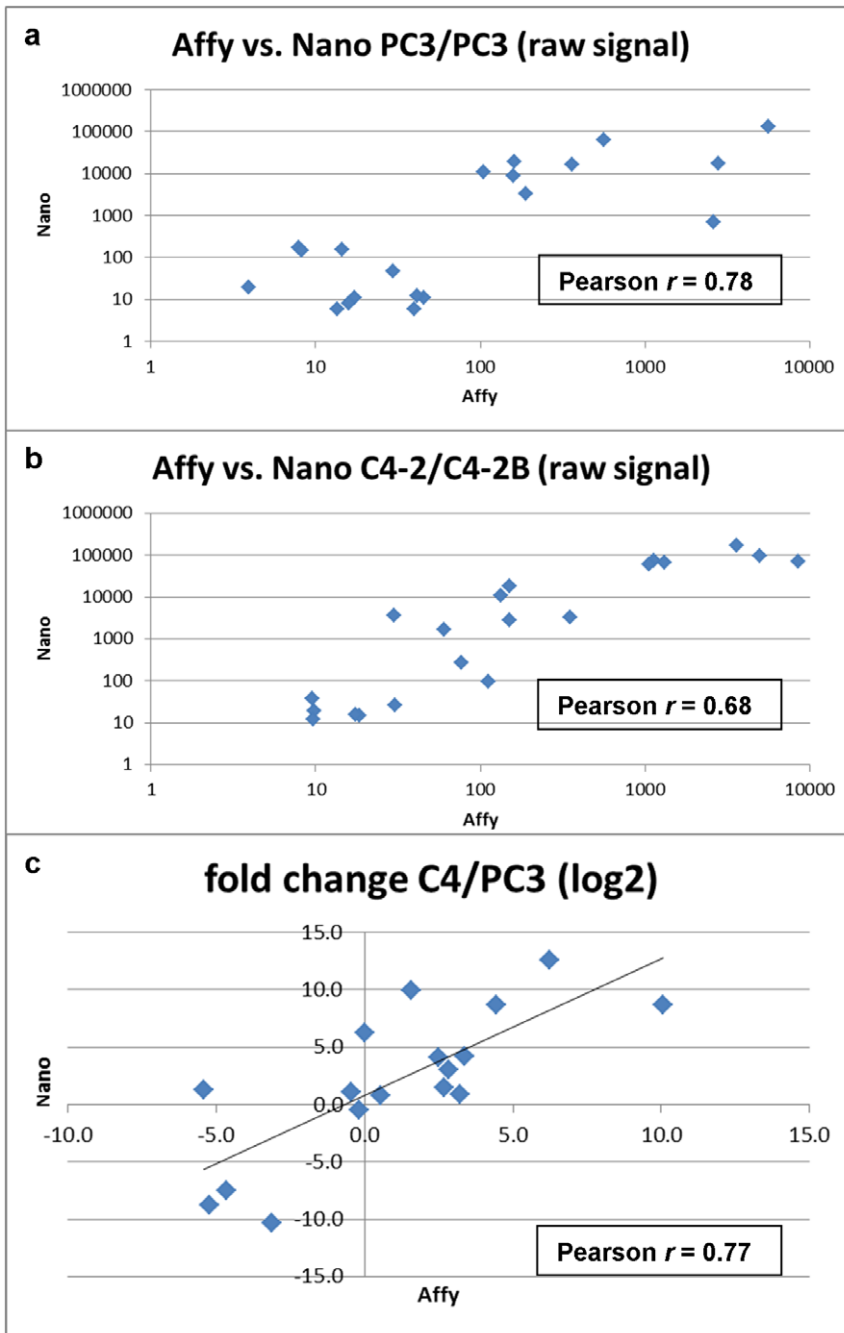 a
Affy vs. Nano PC3/PC3 (raw signal)
1000000
100000
10000
1000
100
10
1
Nano
Pearson r = 0.78
1 10 100 1000 10000
Affy
b
Affy vs. Nano C4-2/C4-2B (raw signal)
1000000
100000
10000
1000
100
10
1
Nano
Pearson r = 0.68
1 10 100 1000 10000
Affy
c
fold change C4/PC3 (log2)
15.0
10.0
5.0
0.0
Nano
-10.0 -5.0 0.0 5.0 10.0 15.0
-5.0
-10.0
-15.0
Pearson r = 0.77
Affy